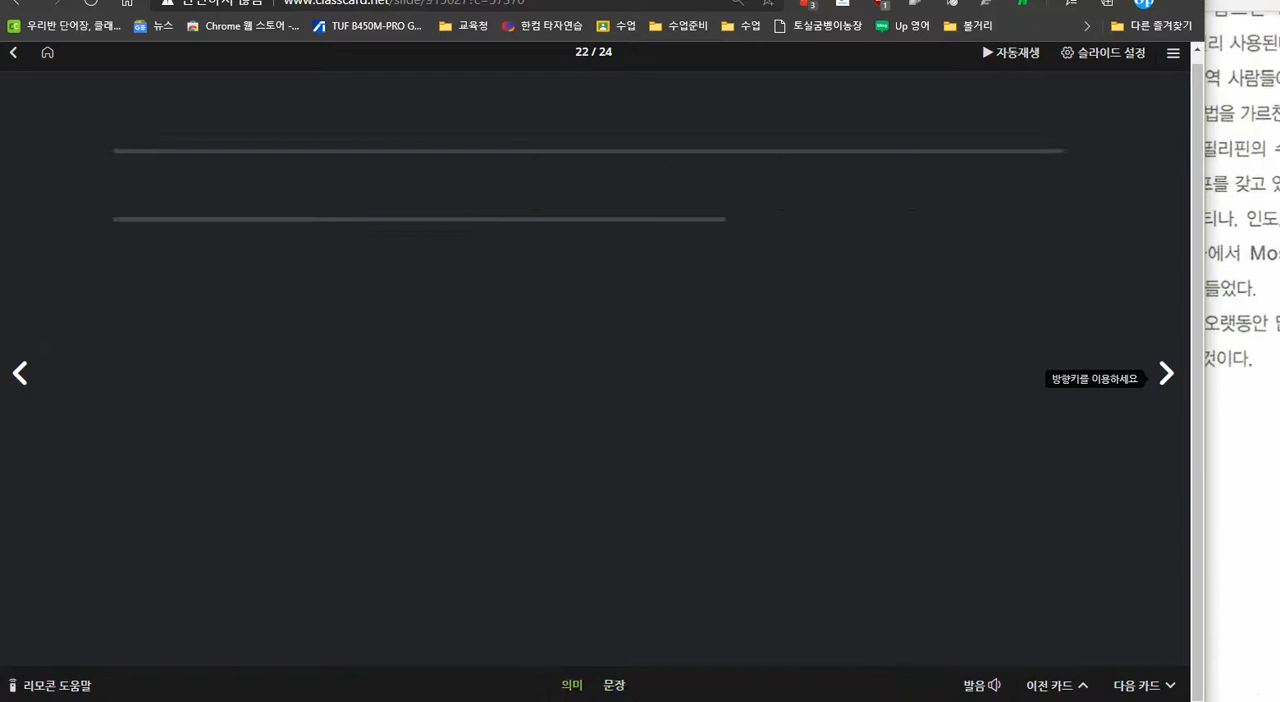 www.classcard.net/slide/
3
1
우리반 단어장, 클래... 뉴스 Chrome 웹 스토어 -... TUF B450M-PRO G... 교육청 인컴 타자연습 수업 수업준비 수업 토실굼벵이농장 Up 영어 볼거리 다른 즐겨찾기
22 / 24
자동재생 슬라이드 설정
방향키를 이용하세요
리모콘 도움말 의미 문장 발음 이전 카드 다음 카드
리 사용된
역 사람들
법을 가르친
필리핀의
를 갖고
티나, 인도
에서 Mos
들었다.
오랫동안
것이다.